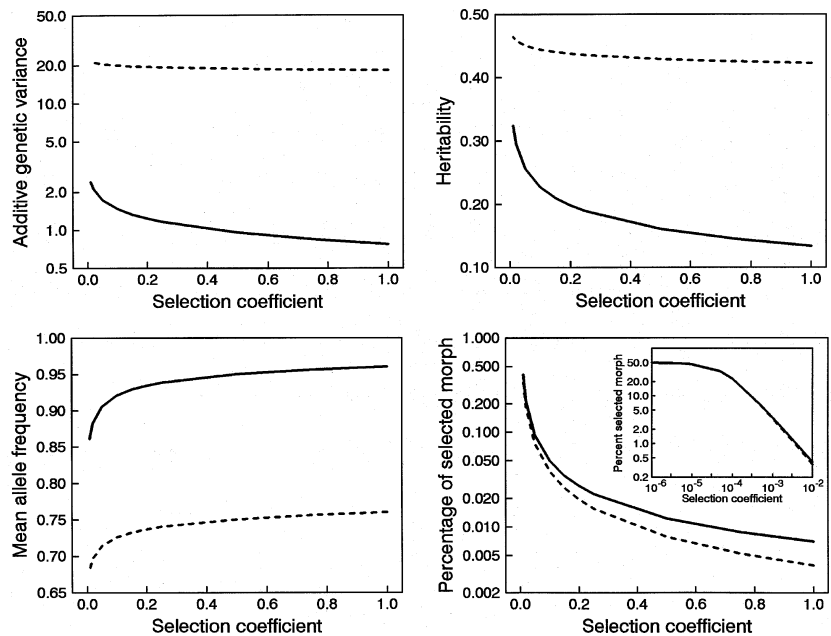 Additive genetic variance
50.0
20.0
10.0
5.0
2.0
1.0
0.5
0.0 0.2 0.4 0.6 0.8 1.0
Selection coefficient
Heritability
0.50
0.40
0.30
0.20
0.10
0.0 0.2 0.4 0.6 0.8 1.0
Selection coefficient
Mean allele frequency
1.00
0.95
0.90
0.85
0.80
0.75
0.70
0.65
0.0 0.2 0.4 0.6 0.8 1.0
Selection coefficient
Percentage of selected morph
1.000
0.500
0.200
0.100
0.050
0.020
0.010
0.005
0.002
0.0 0.2 0.4 0.6 0.8 1.0
Selection coefficient
Percent selected morph
50.0
20.0
10.0
5.0
2.0
1.0
0.5
0.2
10-6 10-5 10-4 10-3 10-2
Selection coefficient